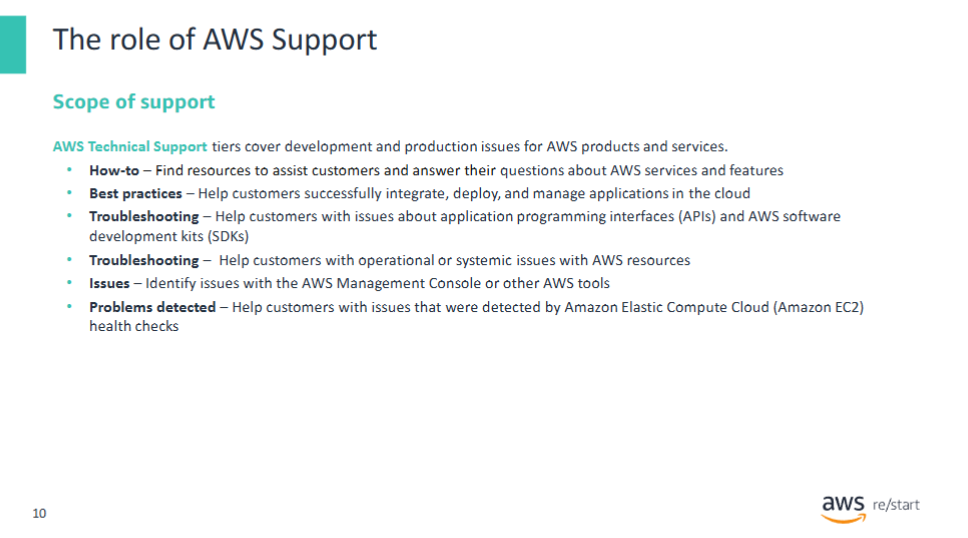 The role of AWS Support
Scope of support
AWS Technical Support tiers cover development and production issues for AWS products and services.
• How-to – Find resources to assist customers and answer their questions about AWS services and features
• Best practices – Help customers successfully integrate, deploy, and manage applications in the cloud
• Troubleshooting – Help customers with issues about application programming interfaces (APIs) and AWS software
development kits (SDKs)
• Troubleshooting – Help customers with operational or systemic issues with AWS resources
• Issues – Identify issues with the AWS Management Console or other AWS tools
• Problems detected – Help customers with issues that were detected by Amazon Elastic Compute Cloud (Amazon EC2)
health checks
10
aws re/start